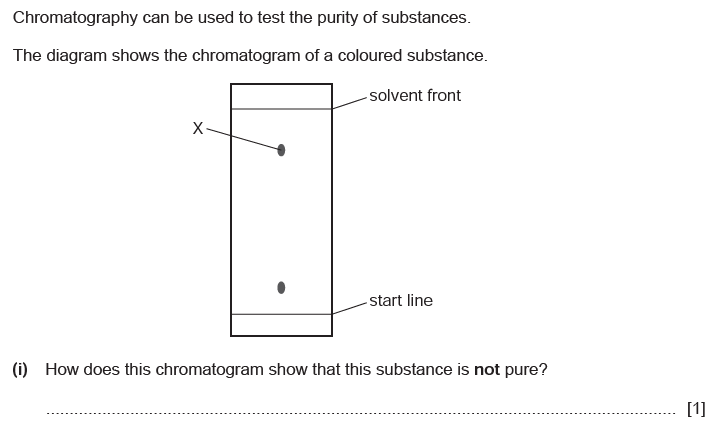 Chromatography can be used to test the purity of substances.
The diagram shows the chromatogram of a coloured substance.
solvent front
X
start line
(i) How does this chromatogram show that this substance is not pure?
[1]